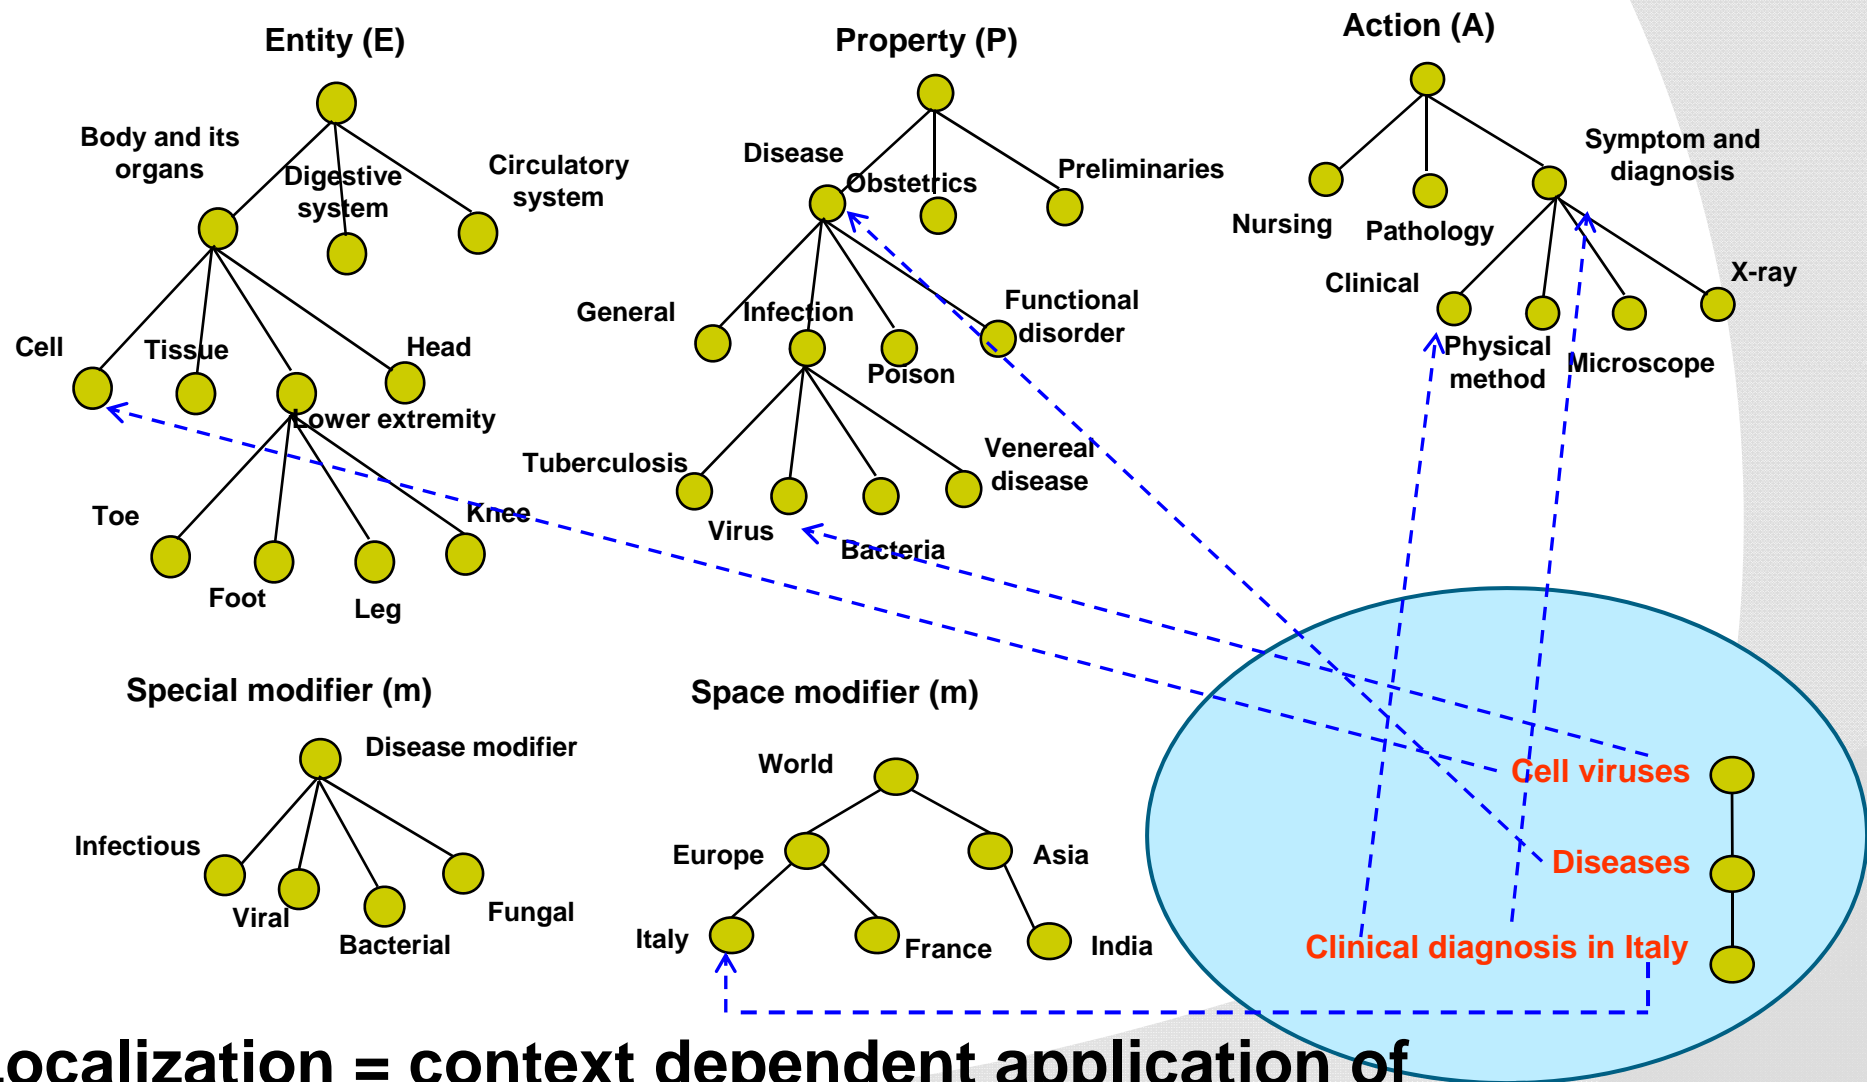 Entity (E)
Property (P)
Action (A)
Body and its
organs
Digestive
system
Circulatory
system
Cell
Tissue
Head
Lower extremity
Toe
Foot
Leg
Knee
Disease
Obstetrics
Preliminaries
General
Infection
Poison
Functional
disorder
Tuberculosis
Virus
Bacteria
Venereal
disease
Symptom and
diagnosis
Nursing
Pathology
Clinical
Physical
method
Microscope
X-ray
Special modifier (m)
Disease modifier
Infectious
Viral
Bacterial
Fungal
Space modifier (m)
World
Europe
Asia
Italy
France
India
Cell viruses
Diseases
Clinical diagnosis in Italy
Localization = context dependent application of